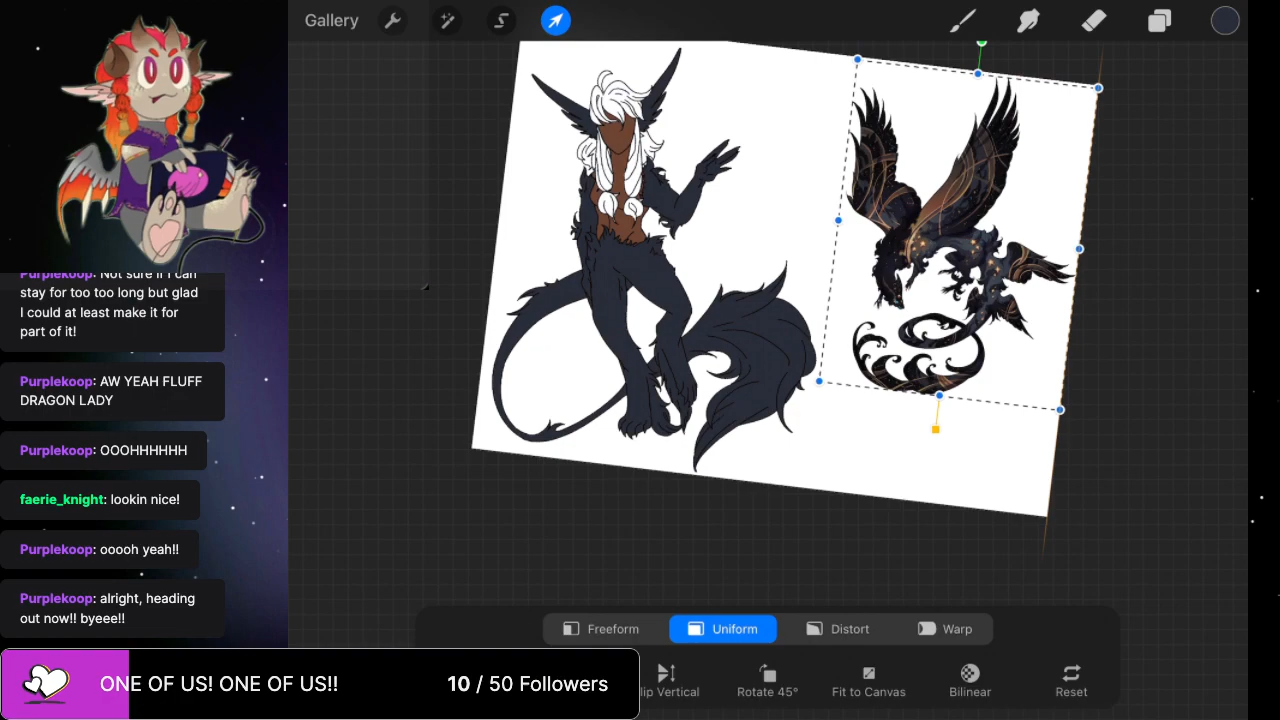 Gallery
Purplekoop: Not sure if I can
stay for too too long but glad
I could at least make it for
part of it!
Purplekoop: AW YEAH FLUFF
DRAGON LADY
Purplekoop: OOOHHHHHH
faerie_knight: lookin nice!
Purplekoop: ooooh yeah!!
Purplekoop: alright, heading
out now!! byeee!!
ONE OF US! ONE OF US!!
10 / 50 Followers
Freeform
Uniform
Distort
Warp
lip Vertical
Rotate 45°
Fit to Canvas
Bilinear
Reset